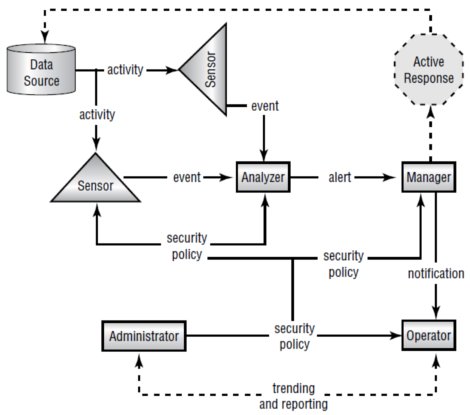 Data
Source
activity
Sensor
Active
Response
activity
event
Sensor
event
Analyzer
alert
Manager
security
policy
security
policy
notification
Administrator
security
policy
Operator
trending
and reporting